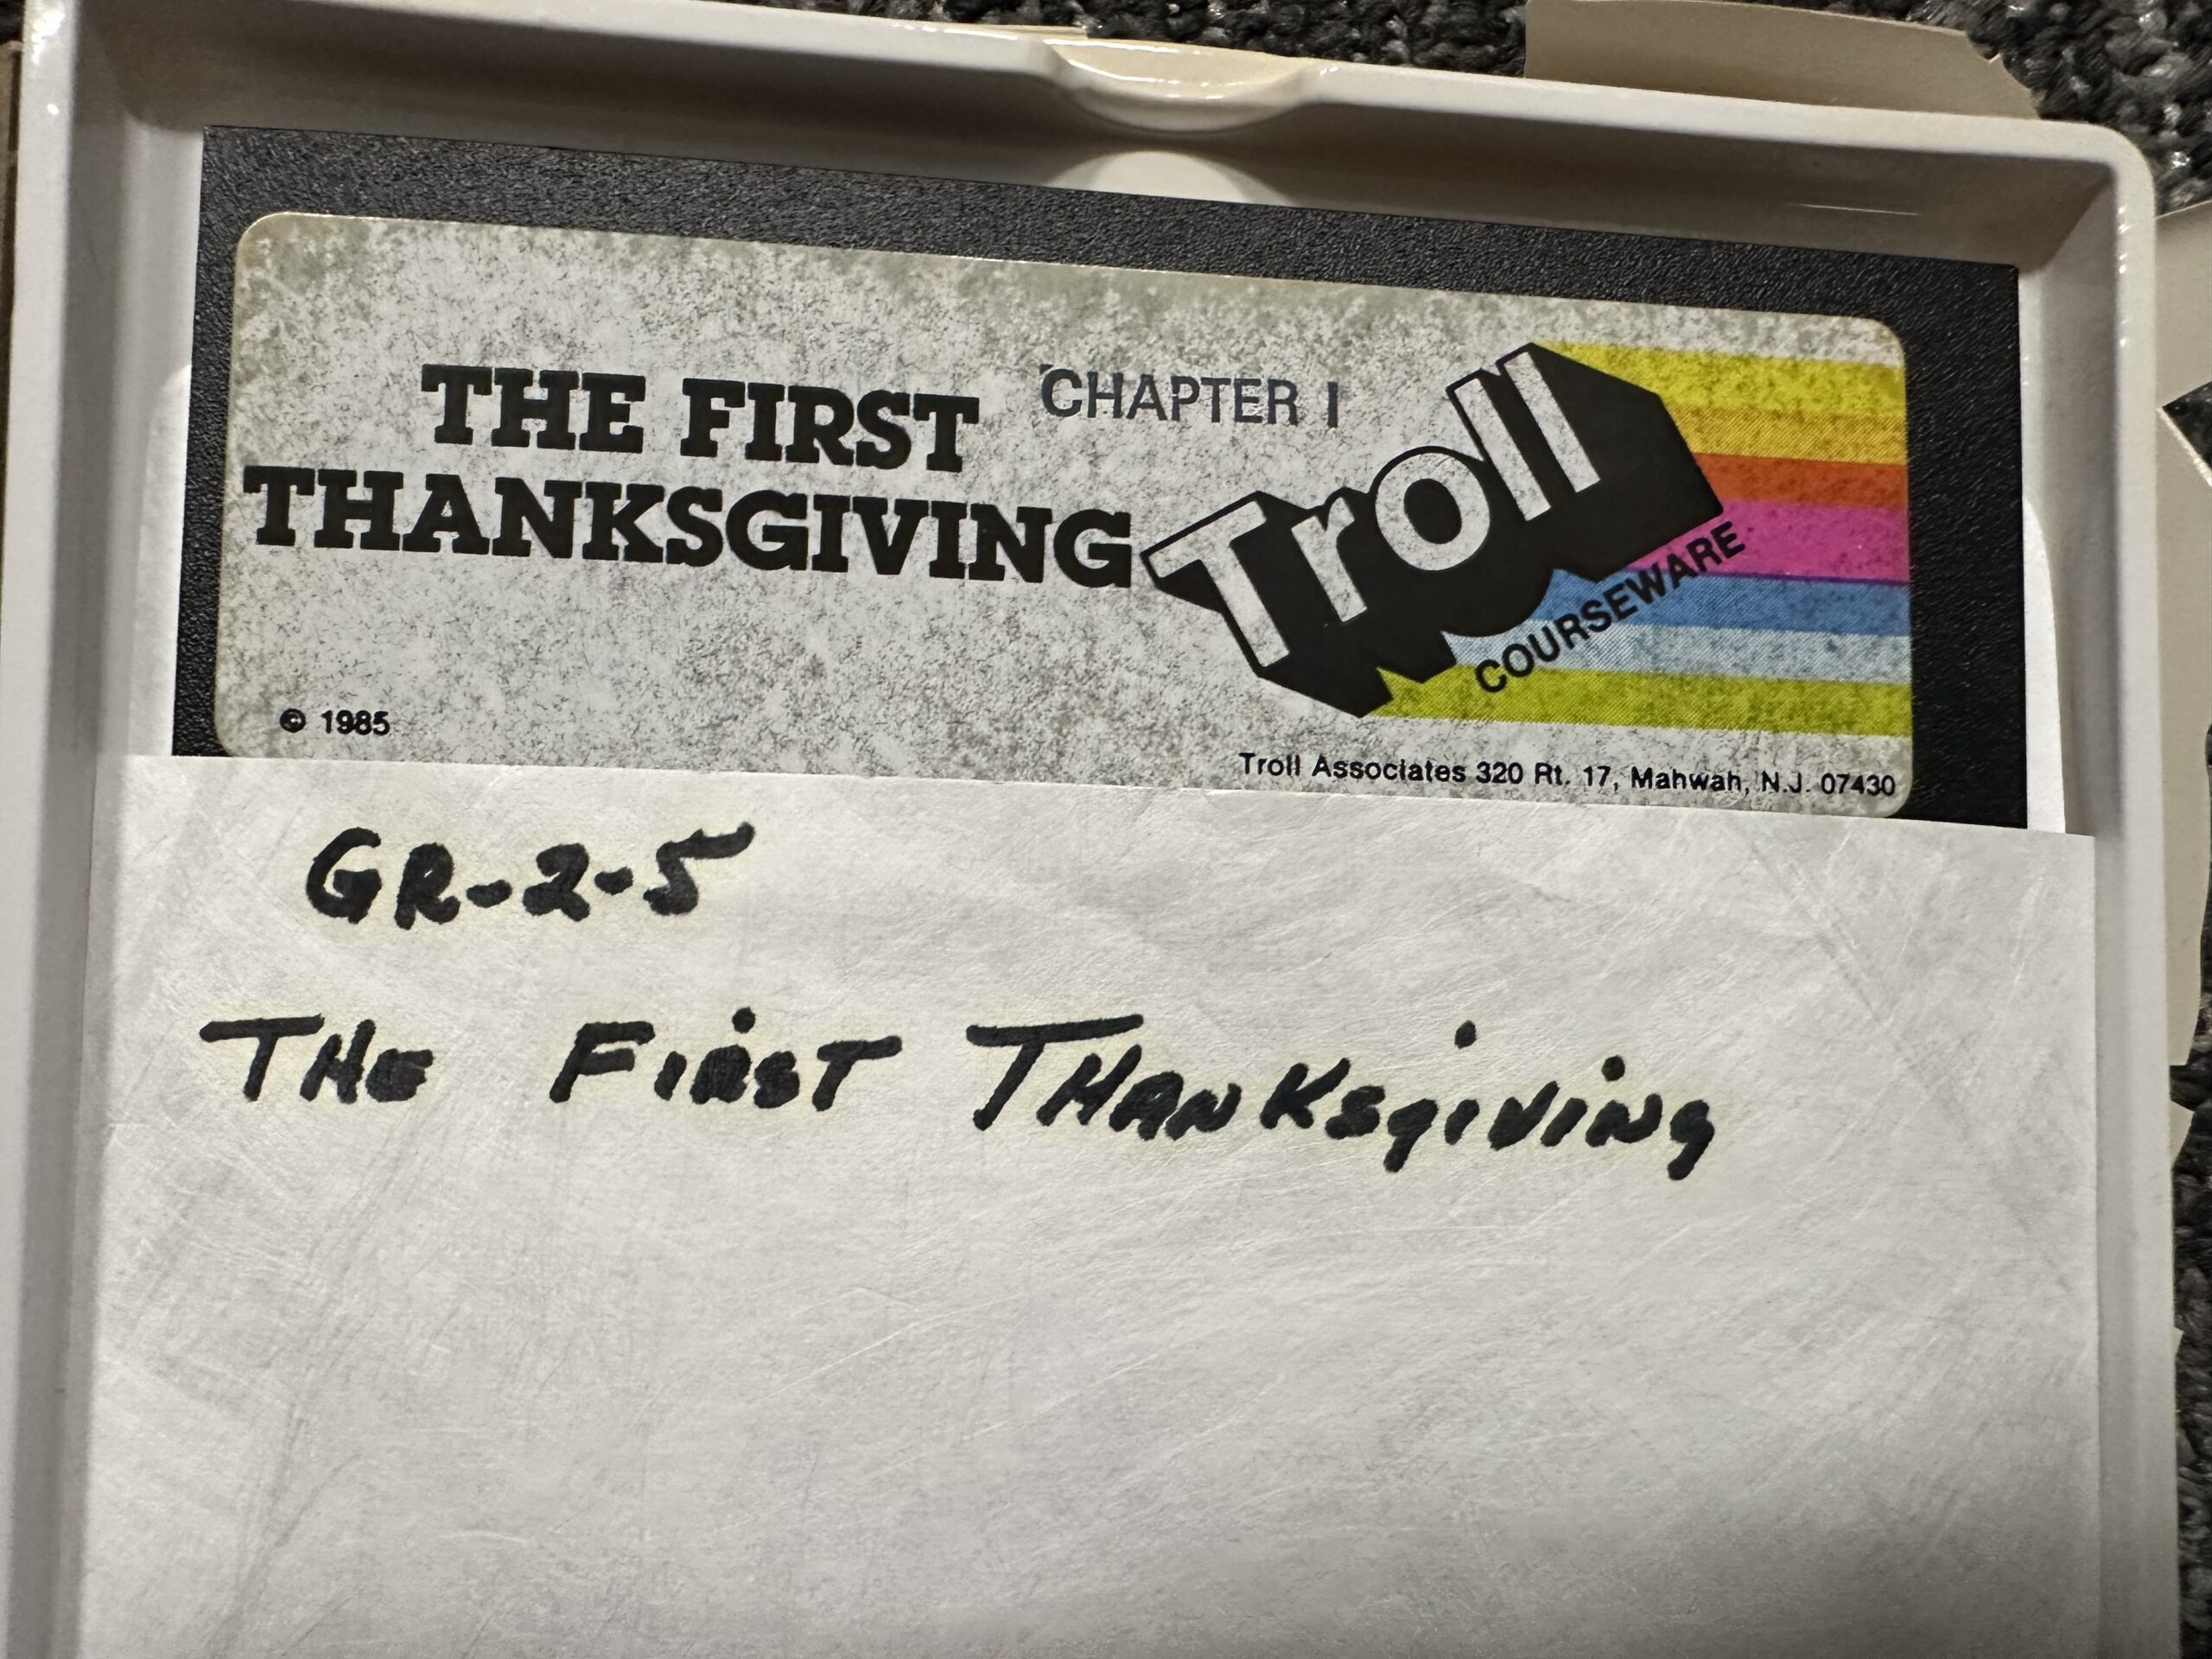 THE FIRST
THANKSGIVING
CHAPTER I
Troll
COURSEWARE
© 1985
Troll Associates 320 Rt. 17, Mahwah, N.J. 07430
GR-2-5
THE FIRST THANKSgiViNg